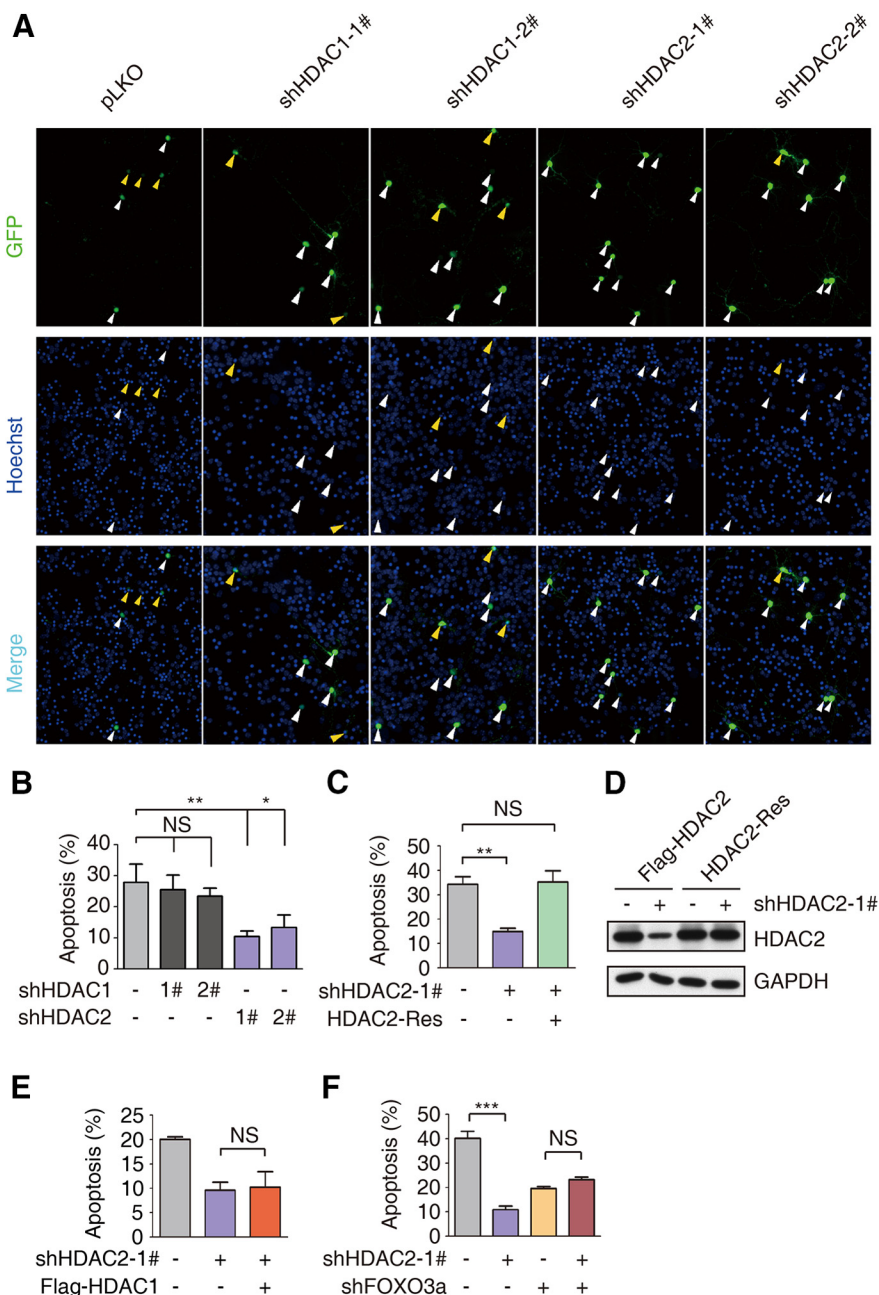 A
pLKO
shHDAC1-1#
shHDAC1-2#
shHDAC2-1#
shHDAC2-2#
GFP
Hoechst
Merge
B
** *
NS
Apoptosis (%)
40
30
20
10
0
shHDAC1 - 1# 2# - -
shHDAC2 - - - 1# 2#
C
NS
**
Apoptosis (%)
50
40
30
20
10
0
shHDAC2-1# - + +
HDAC2-Res - - +
D
Flag-HDAC2
HDAC2-Res
- + - + shHDAC2-1#
HDAC2
GAPDH
E
NS
Apoptosis (%)
25
20
15
10
5
0
shHDAC2-1# - + +
Flag-HDAC1 - - +
F
***
NS
Apoptosis (%)
50
40
30
20
10
0
shHDAC2-1# - + - +
shFOXO3a - - + +